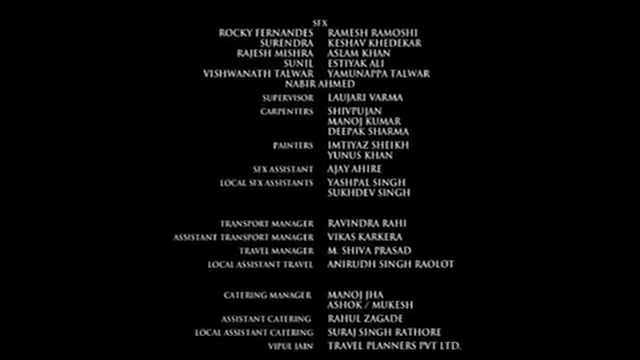 SFX
ROCKY FERNANDES RAMESH RAMOSHI
SURENDRA KESHAV KHEDEKAR
RAJESH MISHRA ASLAM KHAN
SUNIL ESTIYAK ALI
VISHWANATH TALWAR YAMUNAPPA TALWAR
NABIR AHMED
SUPERVISOR LAUJARI VARMA
CARPENTERS SHIVPUJAN
MANOJ KUMAR
DEEPAK SHARMA
PAINTERS IMTIYAZ SHEIKH
YUNUS KHAN
SFX ASSISTANT AJAY AHIRE
LOCAL SFX ASSISTANTS YASHPAL SINGH
SUKHDEV SINGH
TRANSPORT MANAGER RAVINDRA RAHI
ASSISTANT TRANSPORT MANAGER VIKAS KARKERA
TRAVEL MANAGER M. SHIVA PRASAD
LOCAL ASSISTANT TRAVEL ANIRUDH SINGH RAOLOT
CATERING MANAGER MANOJ JHA
ASHOK / MUKESH
ASSISTANT CATERING RAHUL ZAGADE
LOCAL ASSISTANT CATERING SURAJ SINGH RATHORE
VIPUL JAIN TRAVEL PLANNERS PVT LTD.